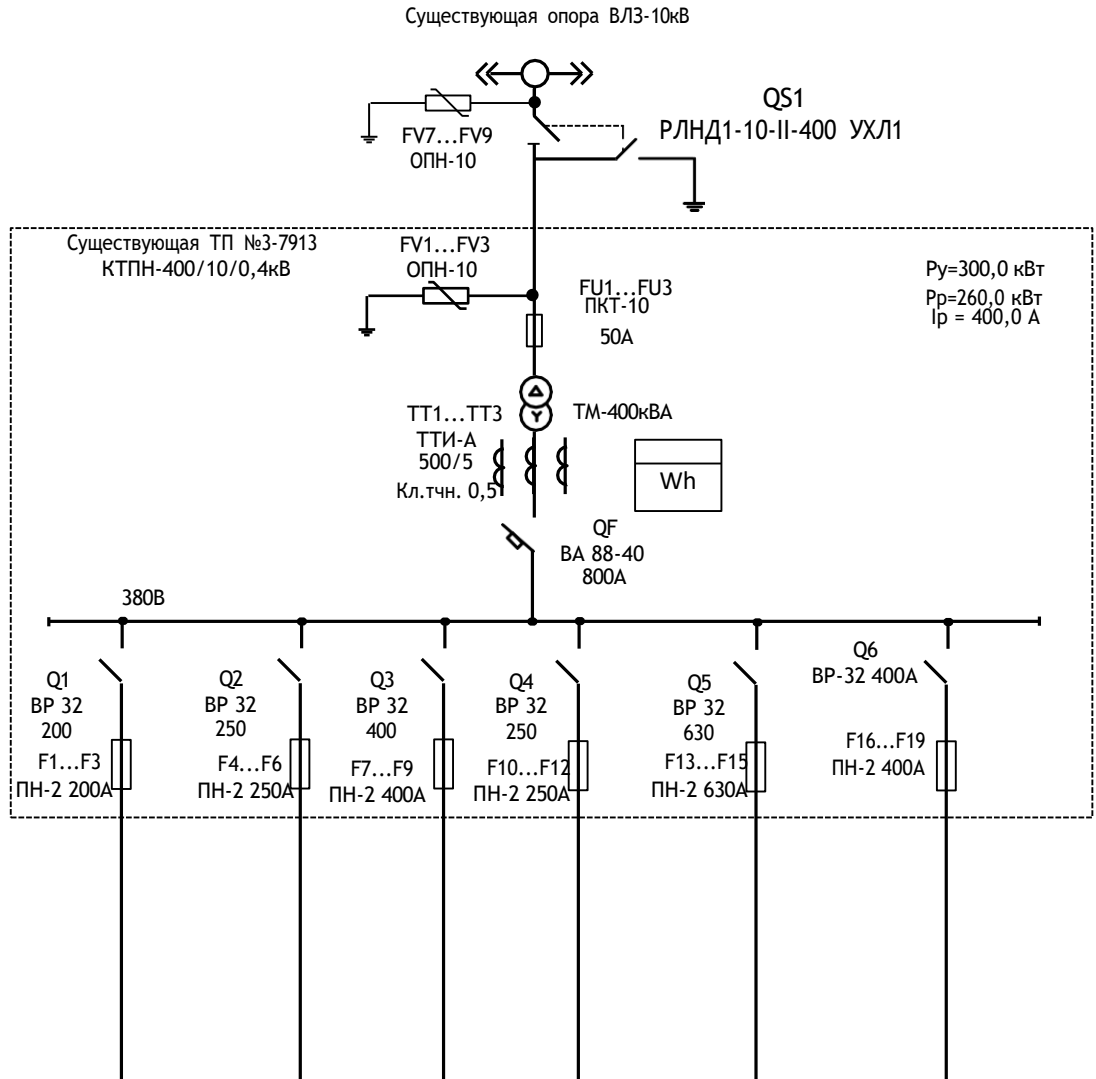 Существующая опора ВЛЗ-10кВ
QS1
РЛНД1-10-II-400 УХЛ1
FV7...FV9
ОПН-10
Существующая ТП №3-7913
КТПН-400/10/0,4кВ
FV1...FV3
ОПН-10
FU1...FU3
ПКТ-10
50А
Ру=300,0 кВт
Рр=260,0 кВт
Iр = 400,0 А
ТТ1...ТТ3
ТТИ-А
500/5
Кл.тчн. 0,5
ТМ-400кВА
Wh
QF
ВА 88-40
800А
380В
Q1
ВР 32
200
F1...F3
ПН-2 200А
Q2
ВР 32
250
F4...F6
ПН-2 250А
Q3
ВР 32
400
F7...F9
ПН-2 400А
Q4
ВР 32
250
F10...F12
ПН-2 250А
Q5
ВР 32
630
F13...F15
ПН-2 630А
Q6
ВР-32 400А
F16...F19
ПН-2 400А